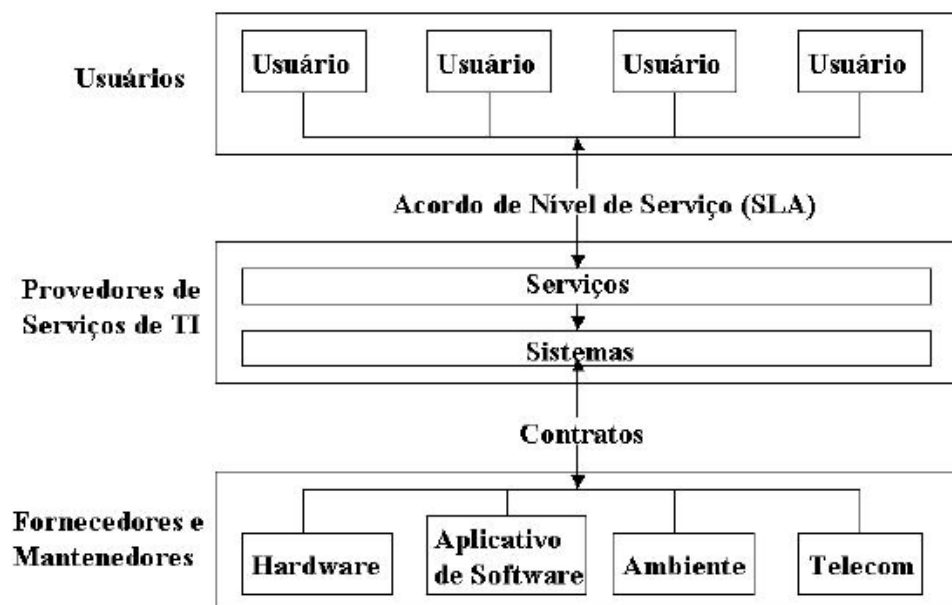 Usuários
Usuário
Usuário
Usuário
Usuário
Acordo de Nível de Serviço (SLA)
Provedores de
Serviços de TI
Serviços
Sistemas
Contratos
Fornecedores e
Mantenedores
Hardware
Aplicativo
de Software
Ambiente
Telecom